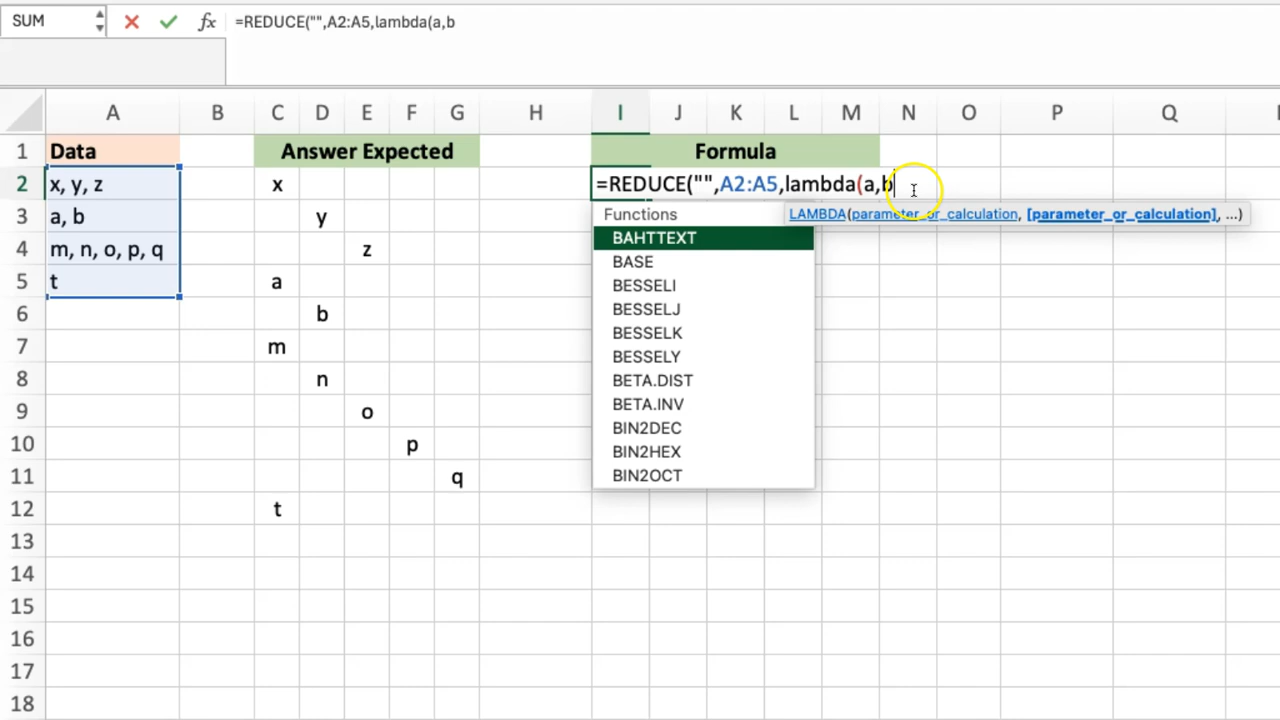 SUM fx =REDUCE("",A2:A5,lambda(a,b
A B C D E F G H I J K L M N O P Q
1 Data Answer Expected Formula
2 x, y, z x =REDUCE("",A2:A5,lambda(a,b
3 a, b y Functions LAMBDA(parameter_or_calculation, [parameter_or_calculation], ...)
BAHTTEXT
4 m, n, o, p, q z
BASE
5 t a BESSELI
6 b BESSELJ
BESSELK
7 m BESSELY
8 n BETA.DIST
9 o BETA.INV
BIN2DEC
10 p BIN2HEX
11 q BIN2OCT
12 t
13
14
15
16
17
18